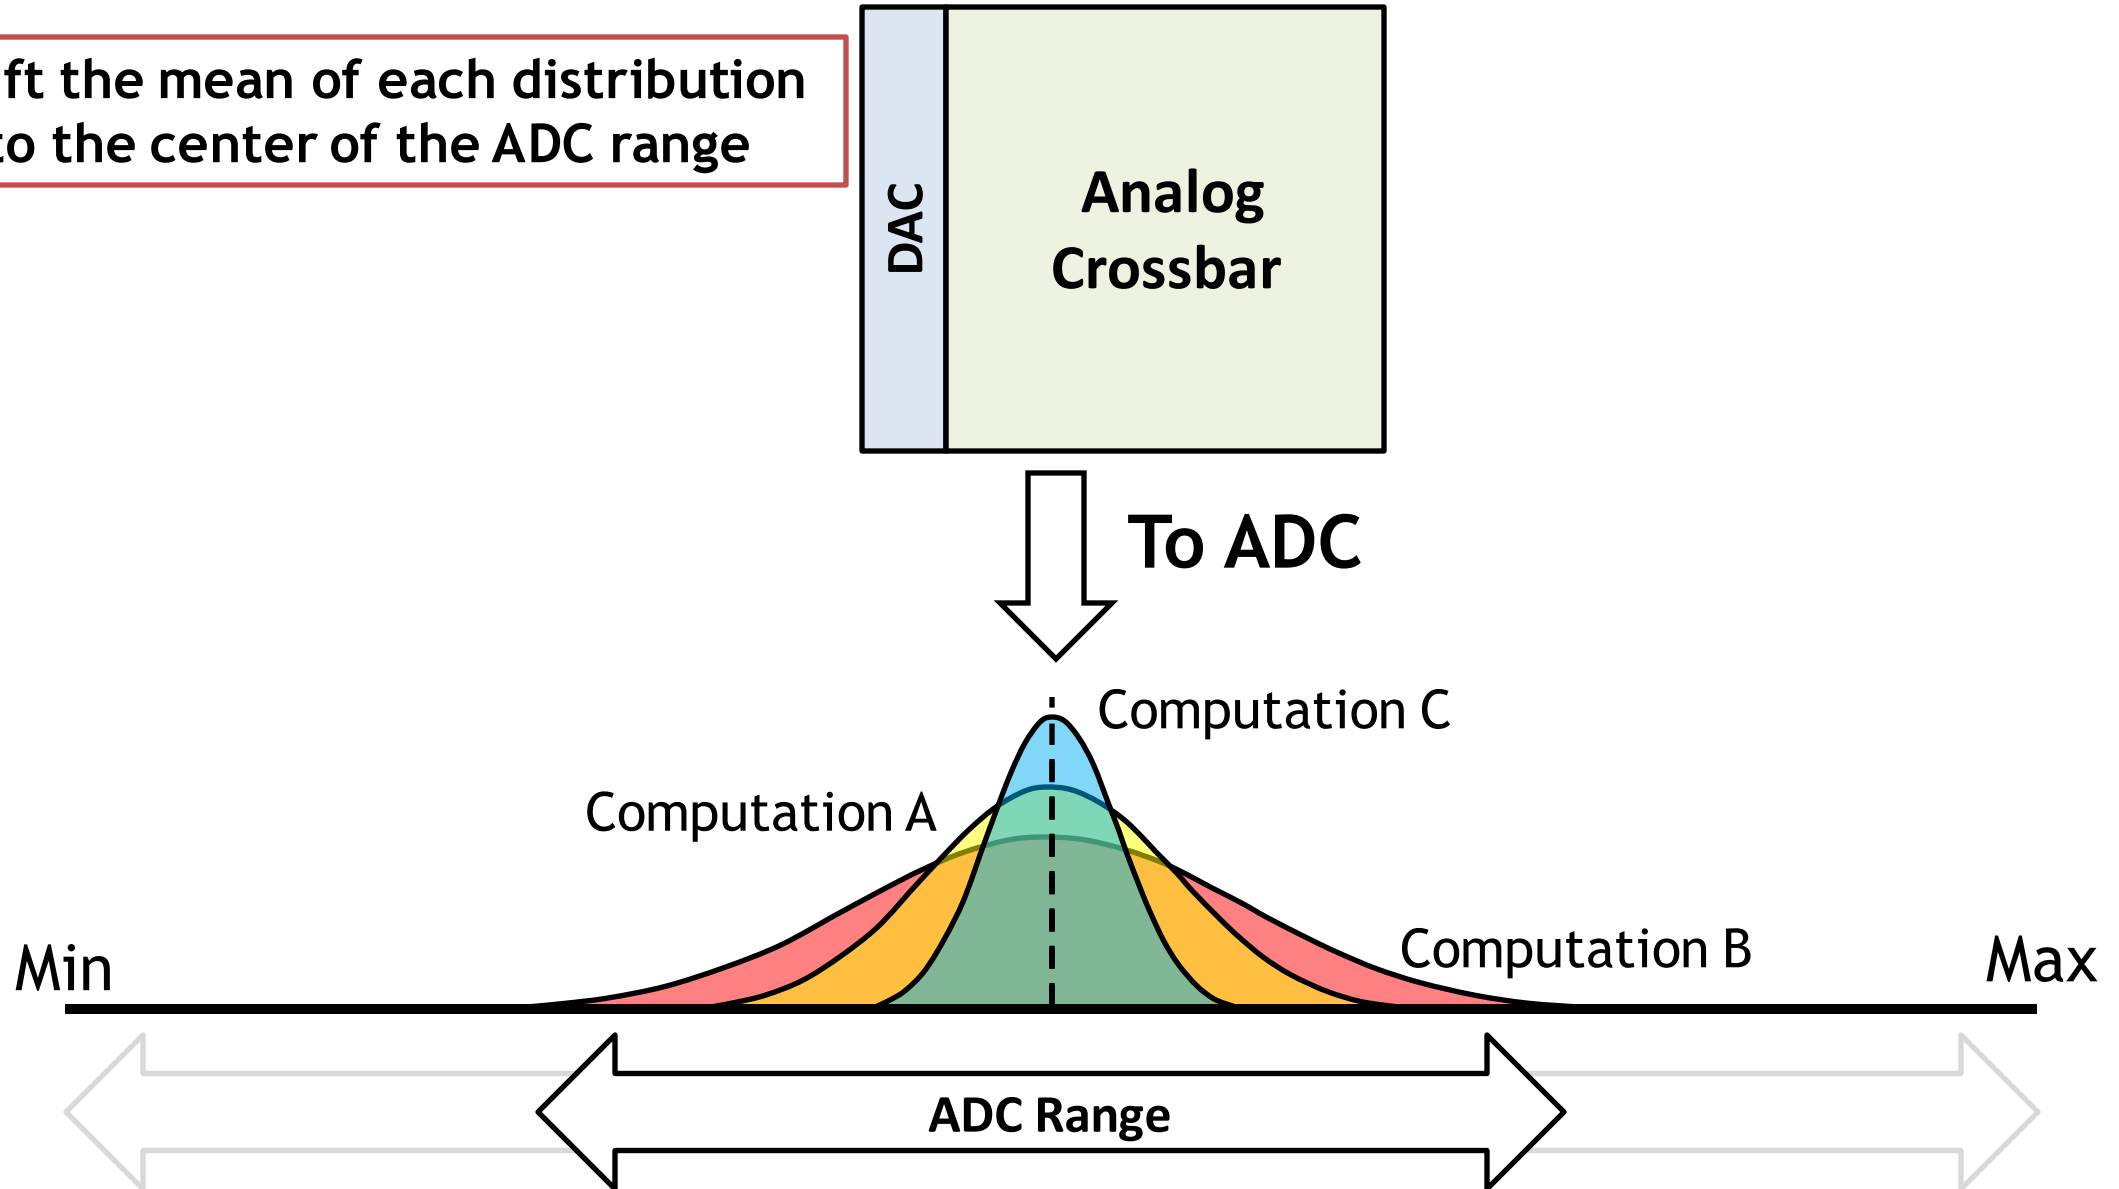 ft the mean of each distribution
to the center of the ADC range
DAC
Analog
Crossbar
To ADC
Computation C
Computation A
Computation B
Min
Max
ADC Range